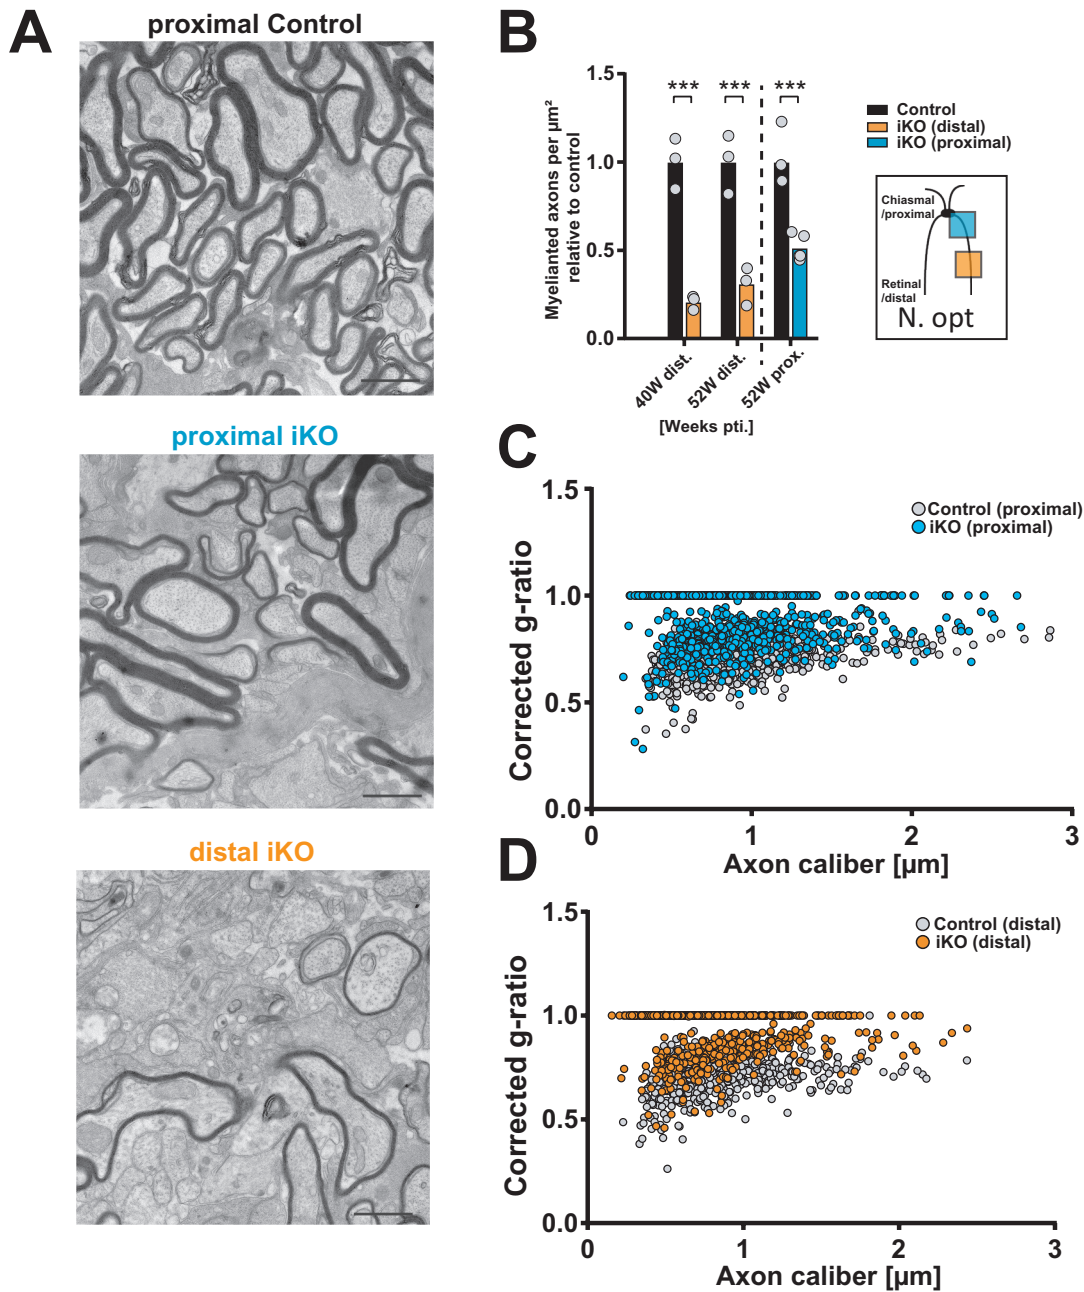 A
proximal Control
proximal iKO
distal iKO
B
Myelianted axons per µm²
relative to control
1.5
1.0
0.5
0.0
***
***
***
40W dist.
52W dist.
52W prox.
[Weeks pti.]
Control
iKO (distal)
iKO (proximal)
Chiasmal
/proximal
Retinal
/distal
N. opt
C
Corrected g-ratio
1.5
1.0
0.5
0.0
0
1
2
3
Axon caliber [µm]
Control (proximal)
iKO (proximal)
D
Corrected g-ratio
1.5
1.0
0.5
0.0
0
1
2
3
Axon caliber [µm]
Control (distal)
iKO (distal)